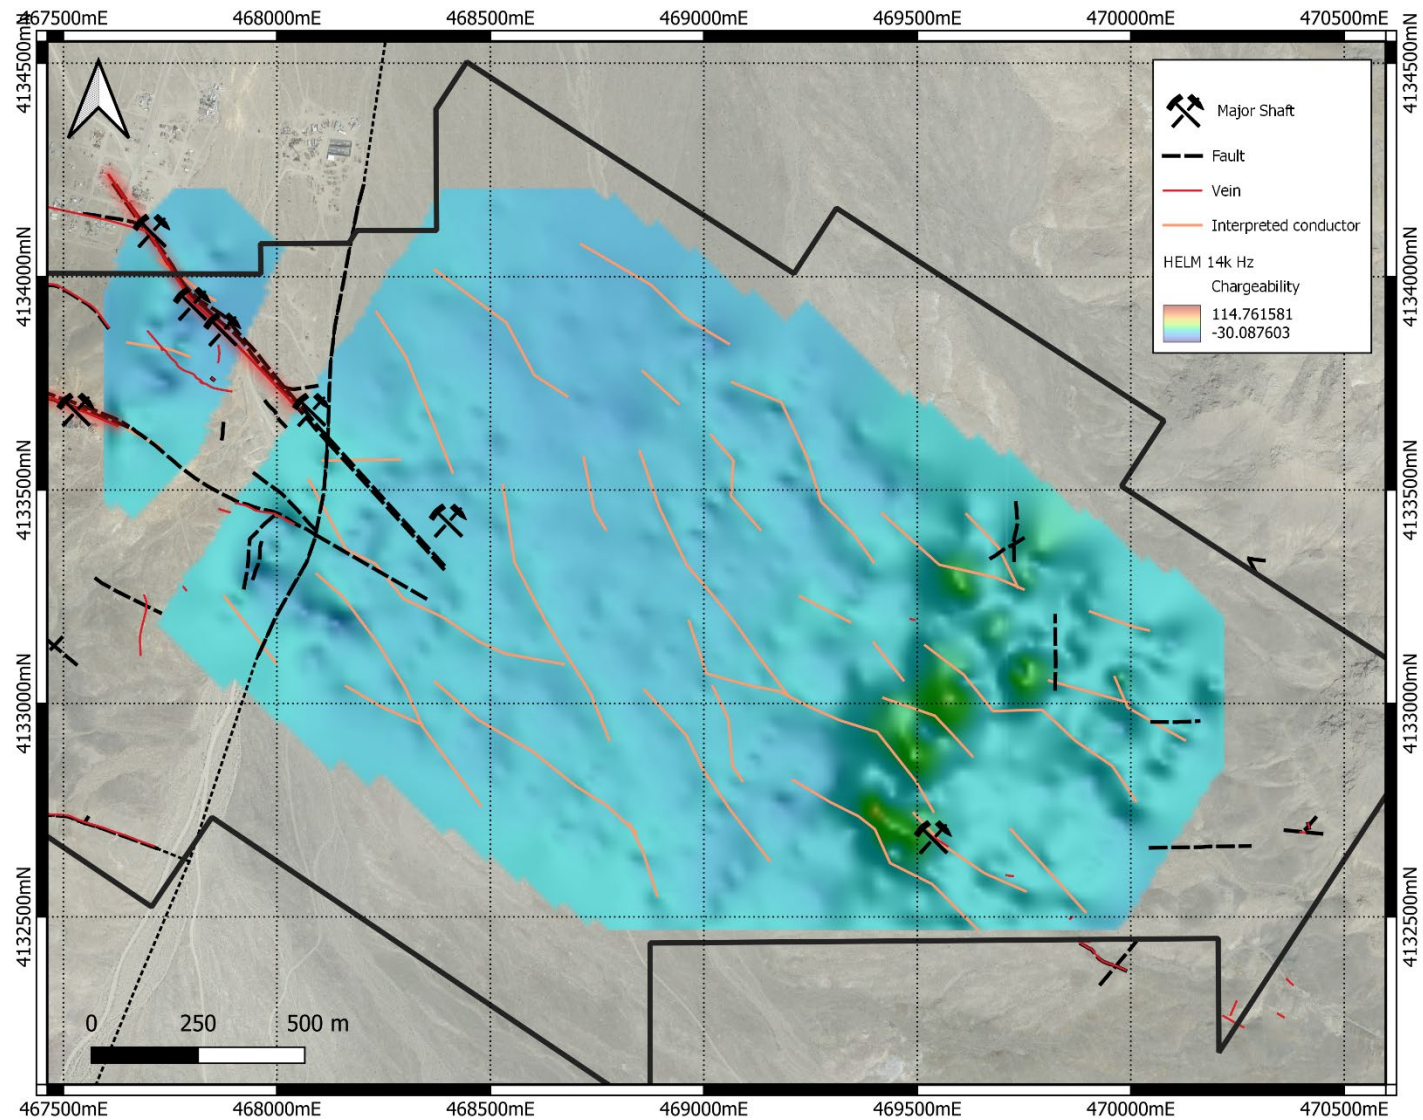 467500mE 468000mE 468500mE 469000mE 469500mE 470000mE 470500mE
4134500mN 4134500mN
4134000mN 4134000mN
4133500mN 4133500mN
4133000mN 4133000mN
4132500mN 4132500mN
Major Shaft
Fault
Vein
Interpreted conductor
HELM 14k Hz
Chargeability
114.761581
-30.087603
0 250 500 m
467500mE 468000mE 468500mE 469000mE 469500mE 470000mE 470500mE